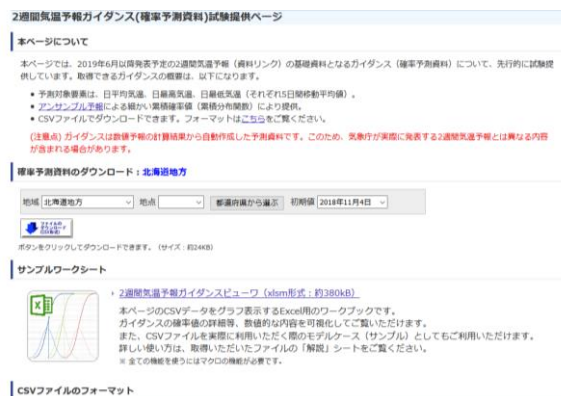 2週間気温予報ガイダンス(確率予測資料)試験提供ページ
本ページについて
本ページでは、2019年6月以降発表予定の2週間気温予報（資料リンク）の基礎資料となるガイダンス（確率予測資料）について、先行的に試験提
供しています。取得できるガイダンスの概要は、以下になります。
• 予測対象要素は、日平均気温、日最高気温、日最低気温（それぞれ5日間移動平均値）。
• アンサンブル予報による細かい累積確率値（累積分布関数）により提供。
• CSVファイルでダウンロードできます。フォーマットはこちらをご覧ください。
(注意点) ガイダンスは数値予報の計算結果から自動作成した予測資料です。このため、気象庁が実際に発表する2週間気温予報とは異なる内容
が含まれる場合があります。
確率予測資料のダウンロード：北海道地方
地域 北海道地方 地点 都道府県から選ぶ 初期値 2018年11月4日
ファイルの
ダウンロード
ボタンをクリックしてダウンロードできます。（サイズ：約24KB）
サンプルワークシート
2週間気温予報ガイダンスビューワ（xlsm形式：約380kB）
本ページのCSVデータをグラフ表示するExcel用のワークブックです。
ガイダンスの確率値の詳細等、数値的な内容を可視化してご覧いただけます。
また、CSVファイルを実際に利用いただく際のモデルケース（サンプル）としてもご利用いただけます。
詳しい使い方は、取得いただいたファイルの「解説」シートをご覧ください。
※ 全ての機能を使うにはマクロの機能が必要です。
CSVファイルのフォーマット